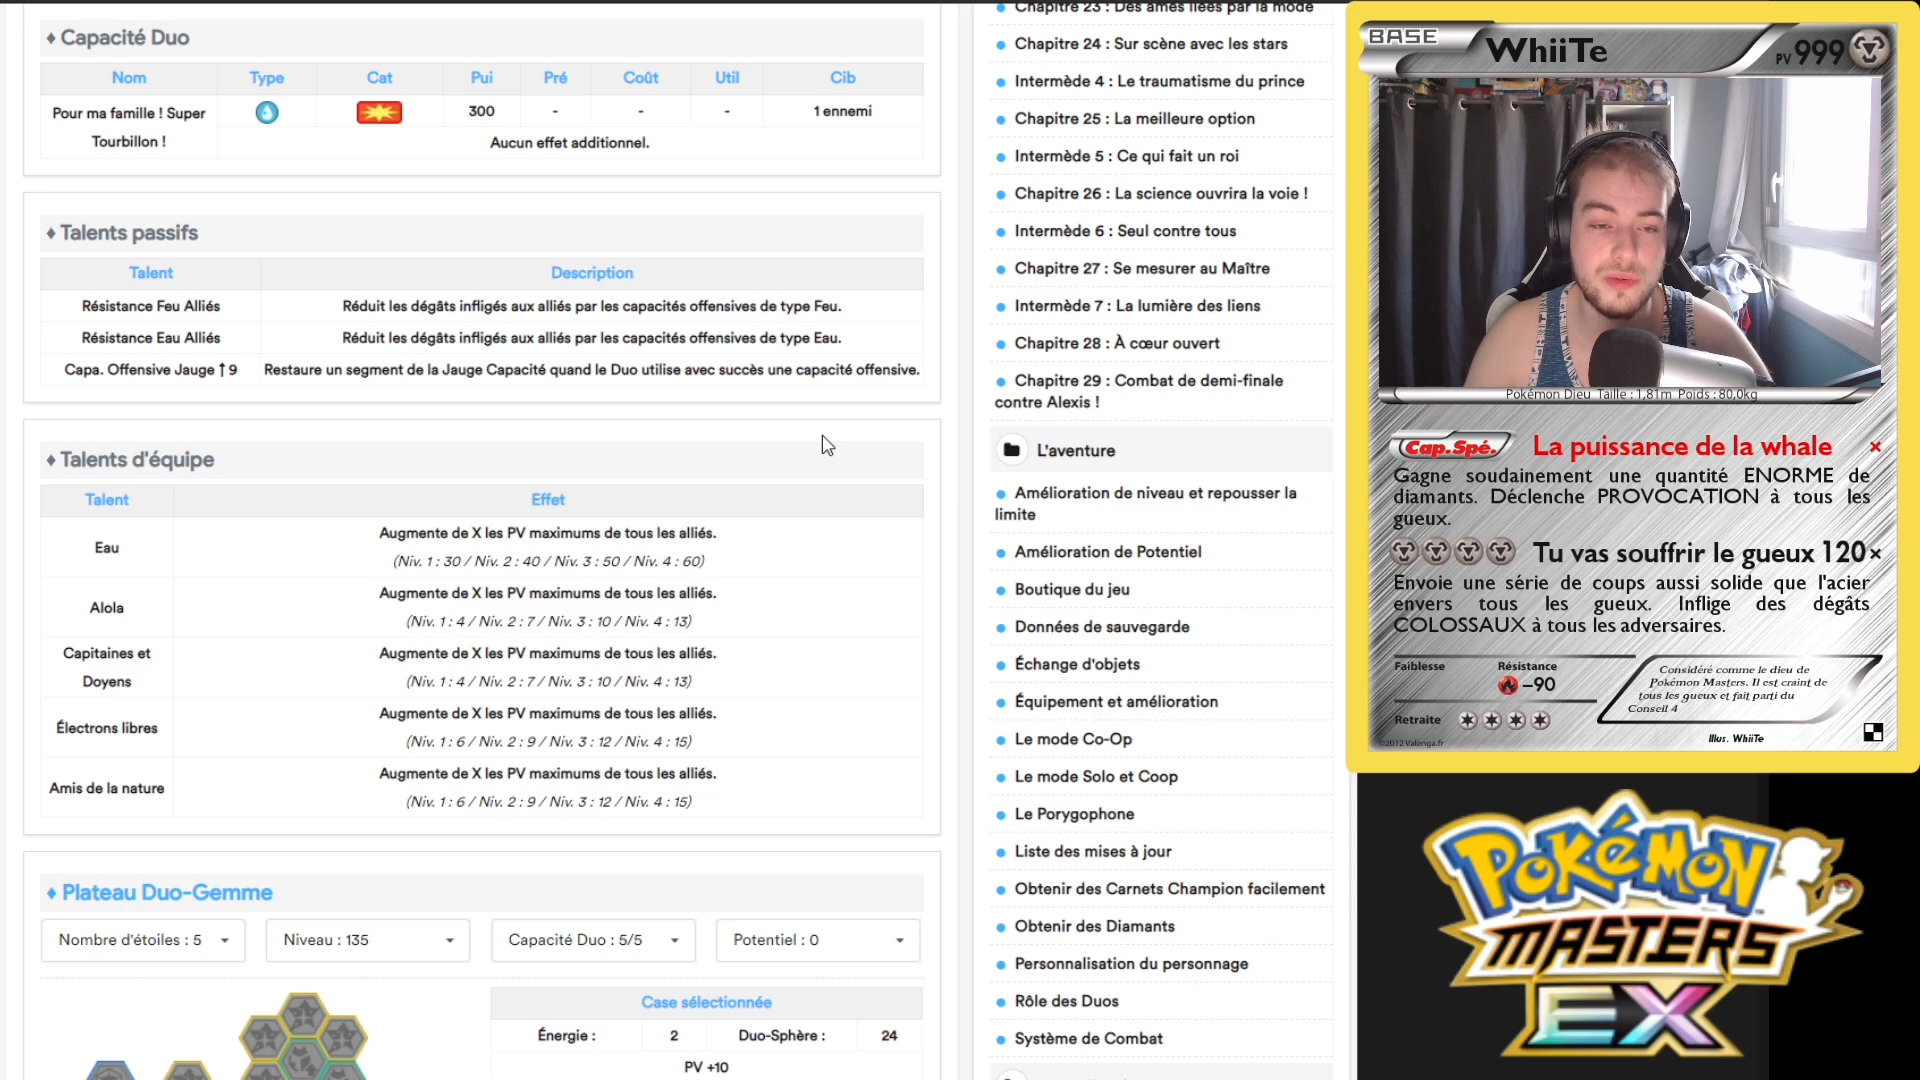 ♦ Capacité Duo
Nom Type Cat Pui Pré Coût Util Cib
Pour ma famille ! Super Tourbillon !
300 - - - 1 ennemi
Aucun effet additionnel.
♦ Talents passifs
Talent Description
Résistance Feu Alliés Réduit les dégâts infligés aux alliés par les capacités offensives de type Feu.
Résistance Eau Alliés Réduit les dégâts infligés aux alliés par les capacités offensives de type Eau.
Capa. Offensive Jauge ↑ 9 Restaure un segment de la Jauge Capacité quand le Duo utilise avec succès une capacité offensive.
♦ Talents d'équipe
Talent Effet
Eau
Augmente de X les PV maximums de tous les alliés.
(Niv. 1 : 30 / Niv. 2 : 40 / Niv. 3 : 50 / Niv. 4 : 60)
Alola
Augmente de X les PV maximums de tous les alliés.
(Niv. 1 : 4 / Niv. 2 : 7 / Niv. 3 : 10 / Niv. 4 : 13)
Capitaines et Doyens
Augmente de X les PV maximums de tous les alliés.
(Niv. 1 : 4 / Niv. 2 : 7 / Niv. 3 : 10 / Niv. 4 : 13)
Électrons libres
Augmente de X les PV maximums de tous les alliés.
(Niv. 1 : 6 / Niv. 2 : 9 / Niv. 3 : 12 / Niv. 4 : 15)
Amis de la nature
Augmente de X les PV maximums de tous les alliés.
(Niv. 1 : 6 / Niv. 2 : 9 / Niv. 3 : 12 / Niv. 4 : 15)
♦ Plateau Duo-Gemme
Nombre d'étoiles : 5
Niveau : 135
Capacité Duo : 5/5
Potentiel : 0
Case sélectionnée
Énergie : 2 Duo-Sphère : 24
PV +10
Chapitre 23 : Des âmes liées par la mode
Chapitre 24 : Sur scène avec les stars
Intermède 4 : Le traumatisme du prince
Chapitre 25 : La meilleure option
Intermède 5 : Ce qui fait un roi
Chapitre 26 : La science ouvrira la voie !
Intermède 6 : Seul contre tous
Chapitre 27 : Se mesurer au Maître
Intermède 7 : La lumière des liens
Chapitre 28 : À cœur ouvert
Chapitre 29 : Combat de demi-finale
contre Alexis !
L'aventure
Amélioration de niveau et repousser la
limite
Amélioration de Potentiel
Boutique du jeu
Données de sauvegarde
Échange d'objets
Équipement et amélioration
Le mode Co-Op
Le mode Solo et Coop
Le Porygophone
Liste des mises à jour
Obtenir des Carnets Champion facilement
Obtenir des Diamants
Personnalisation du personnage
Rôle des Duos
Système de Combat
BASE
WhiiTe
PV 999
Pokémon Dieu Taille : 1,81m Poids : 80,0kg
Cap.Spé. La puissance de la whale ×
Gagne soudainement une quantité ENORME de
diamants. Déclenche PROVOCATION à tous les
gueux.
Tu vas souffrir le gueux 120×
Envoie une série de coups aussi solide que l'acier
envers tous les gueux. Inflige des dégâts
COLOSSAUX à tous les adversaires.
Faiblesse
Résistance
-90
Retraite
Considéré comme le dieu de
Pokémon Masters. Il est craint de
tous les gueux et fait parti du
Conseil 4
©2012 Valenga.fr
Illus. WhiiTe
POKéMON
MASTERS
EX